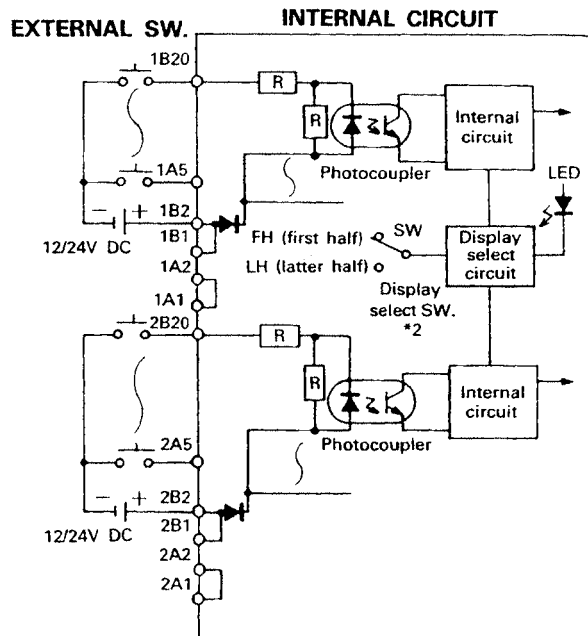 EXTERNAL SW.
INTERNAL CIRCUIT
1B20
R
R
Internal
circuit
Photocoupler
1A5
LED
− +
1B2
12/24V DC
1B1
FH (first half)
SW
Display
select
circuit
1A2
LH (latter half)
1A1
Display
select SW.
*2
2B20
R
R
Internal
circuit
Photocoupler
2A5
− +
2B2
12/24V DC
2B1
2A2
2A1